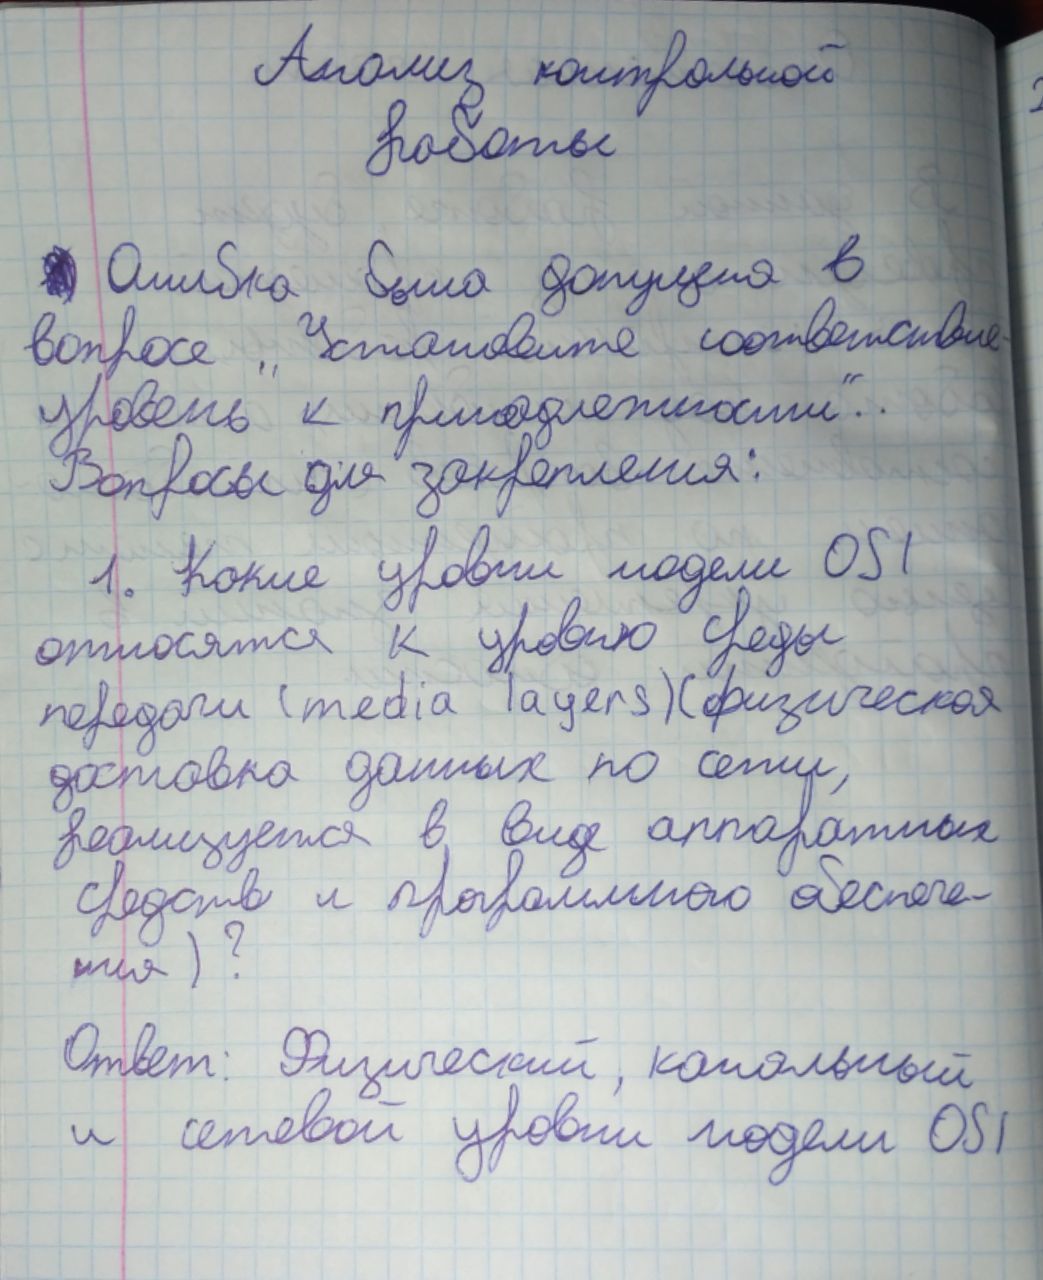 Анализ контрольной
работы
Ошибка была допущена в
вопросе „Установите соответствие-
уровень к принадлежности“..
Вопросы для закрепления:
1. Какие уровни модели OSI
относятся к уровню среды
передачи (media layers)(физическая
доставка данных по сети,
реализуется в виде аппаратных
средств и программного обеспече-
ния)?
Ответ: Физический, канальный
и сетевой уровни модели OSI